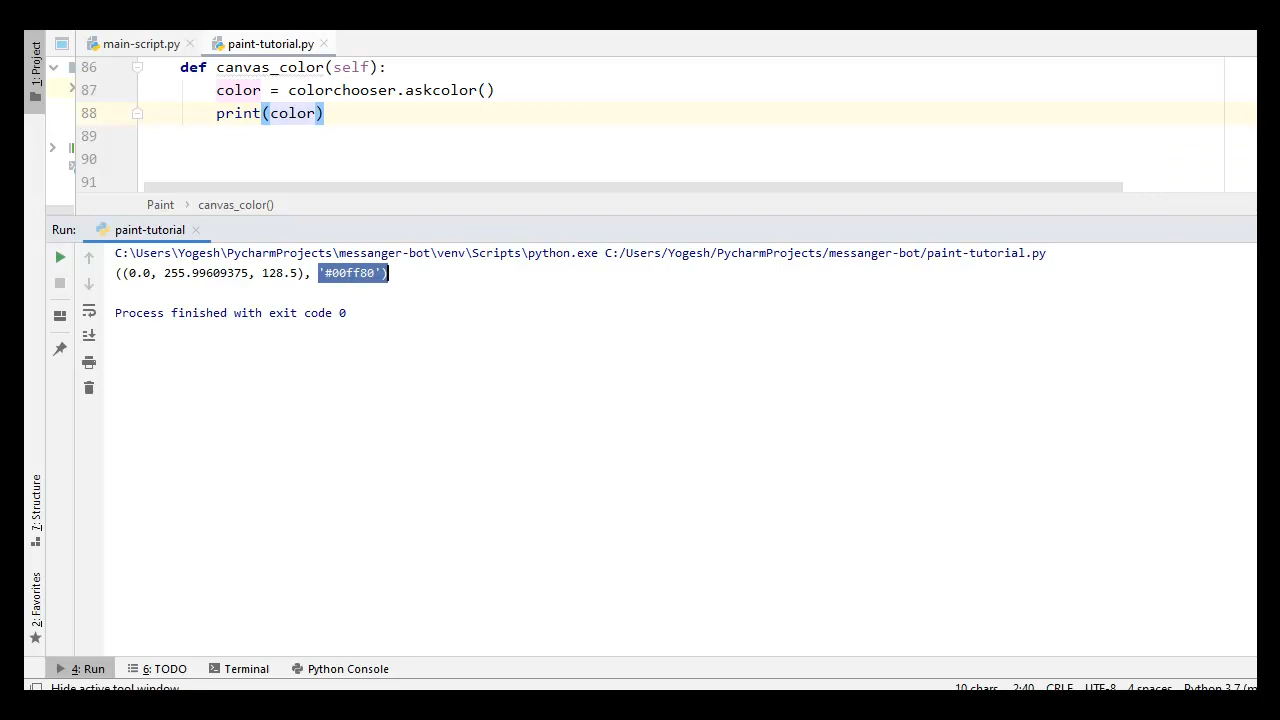 1: Project
main-script.py
paint-tutorial.py
86 def canvas_color(self):
87 color = colorchooser.askcolor()
88 print(color)
89
90
91
Paint > canvas_color()
Run: paint-tutorial
C:\Users\Yogesh\PycharmProjects\messanger-bot\venv\Scripts\python.exe C:/Users/Yogesh/PycharmProjects/messanger-bot/paint-tutorial.py
((0.0, 255.99609375, 128.5), '#00ff80')
Process finished with exit code 0
7: Structure
2: Favorites
4: Run
6: TODO
Terminal
Python Console
Hide active tool window
10 chars 2:40 CRLF UTF-8 4 spaces Python 3.7 (m